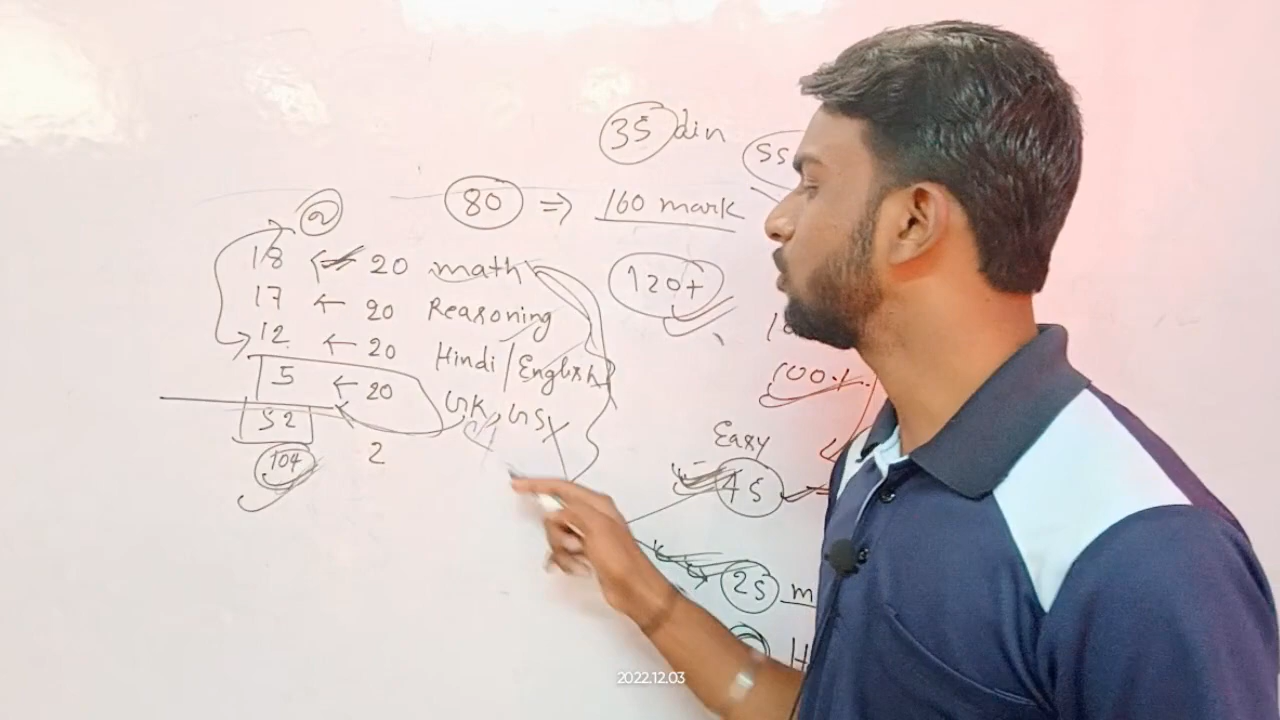 35 din
SS
80 ⇒ 160 mark
a
18 ← 20 math
120+
17 ← 20 Reasoning
12 ← 20 Hindi / English
5 ← 20 GK, GS
100%
52
Easy
104
2
45
25 m
H
2022.12.03